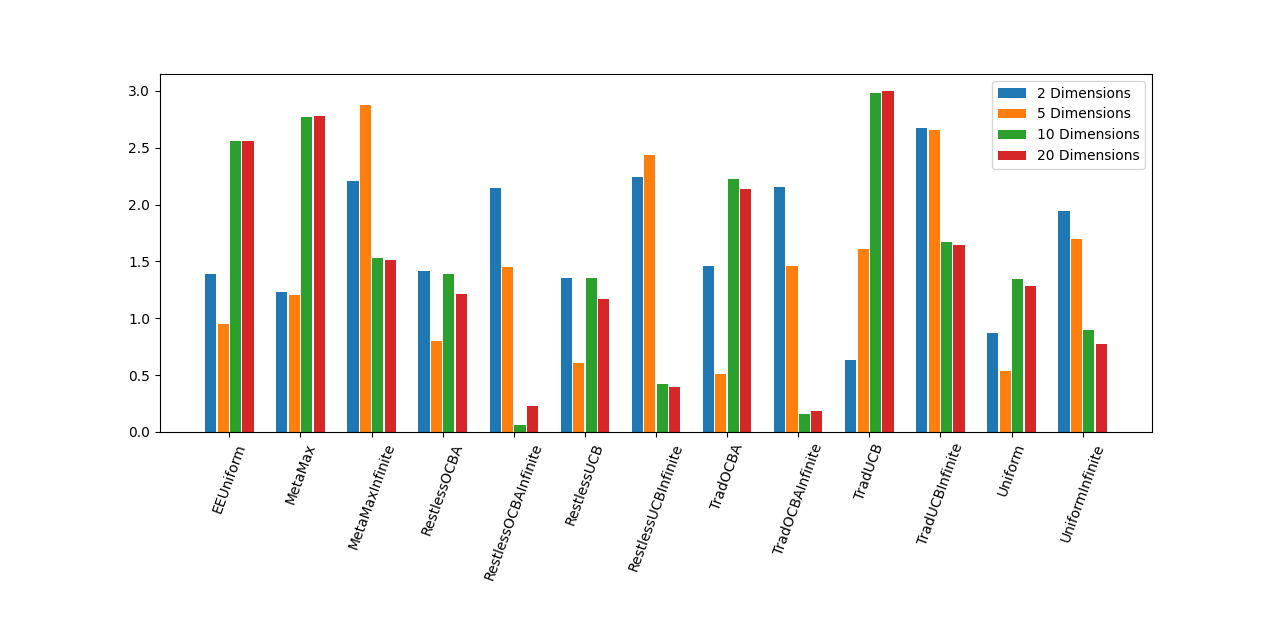 3.0
2.5
2.0
1.5
1.0
0.5
0.0
2 Dimensions
5 Dimensions
10 Dimensions
20 Dimensions
EEUniform
MetaMax
MetaMaxInfinite
RestlessOCBA
RestlessOCBAInfinite
RestlessUCB
RestlessUCBInfinite
TradOCBA
TradOCBAInfinite
TradUCB
TradUCBInfinite
Uniform
UniformInfinite